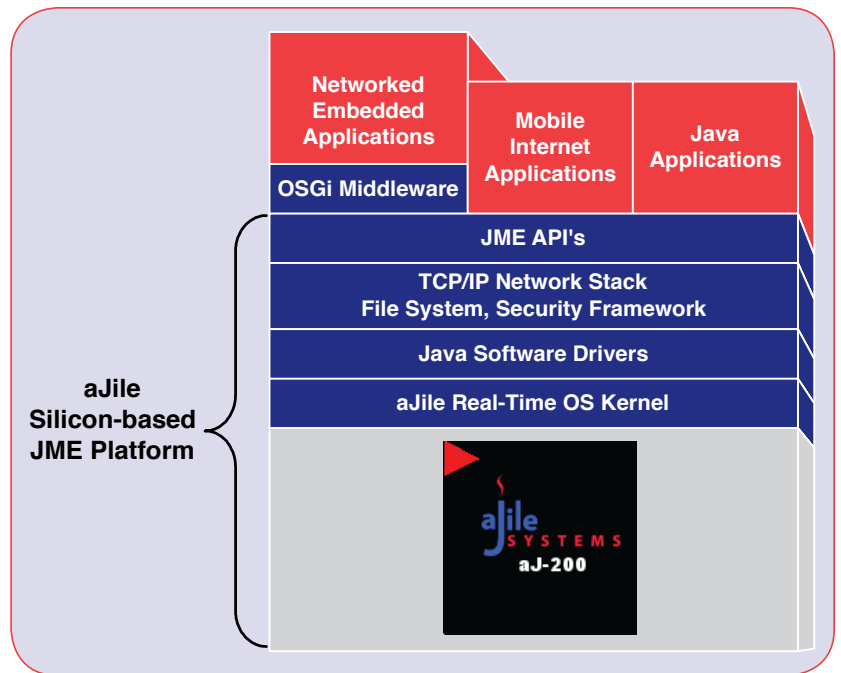 Networked
Embedded
Applications
Mobile
Internet
Applications
Java
Applications
OSGi Middleware
JME API's
TCP/IP Network Stack
File System, Security Framework
Java Software Drivers
aJile Real-Time OS Kernel
aJile
Silicon-based
JME Platform
aJile
SYSTEMS
aJ-200